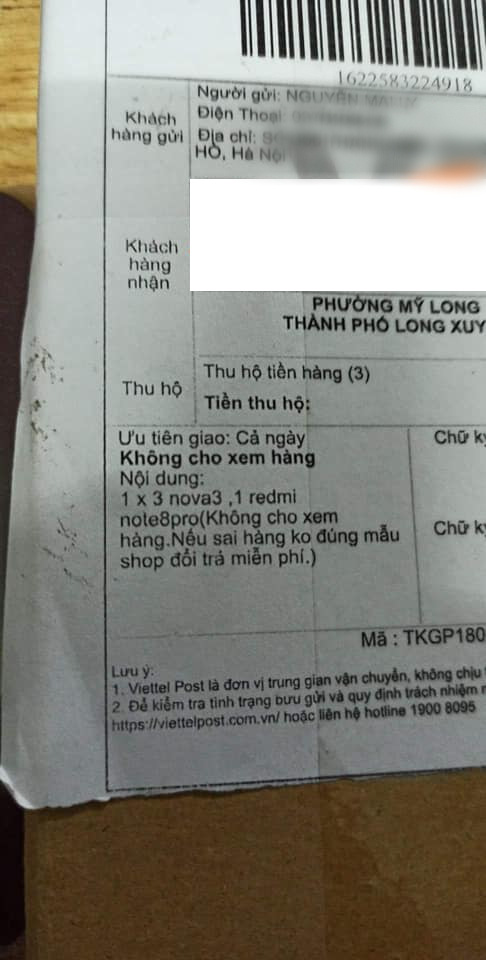 1622583224918
Khách hàng gửi
Người gửi: NGUYỄN
Điện Thoại:
Địa chỉ:
HỒ, Hà Nội
Khách hàng nhận
PHƯỜNG MỸ LONG
THÀNH PHỐ LONG XUY
Thu hộ
Thu hộ tiền hàng (3)
Tiền thu hộ:
Ưu tiên giao: Cả ngày
Không cho xem hàng
Nội dung:
1 x 3 nova3 ,1 redmi
note8pro(Không cho xem
hàng.Nếu sai hàng ko đúng mẫu
shop đổi trả miễn phí.)
Chữ ký
Chữ ký
Mã : TKGP180
Lưu ý:
1. Viettel Post là đơn vị trung gian vận chuyển, không chịu
2. Để kiểm tra tình trạng bưu gửi và quy định trách nhiệm
https://viettelpost.com.vn/ hoặc liên hệ hotline 1900 8095